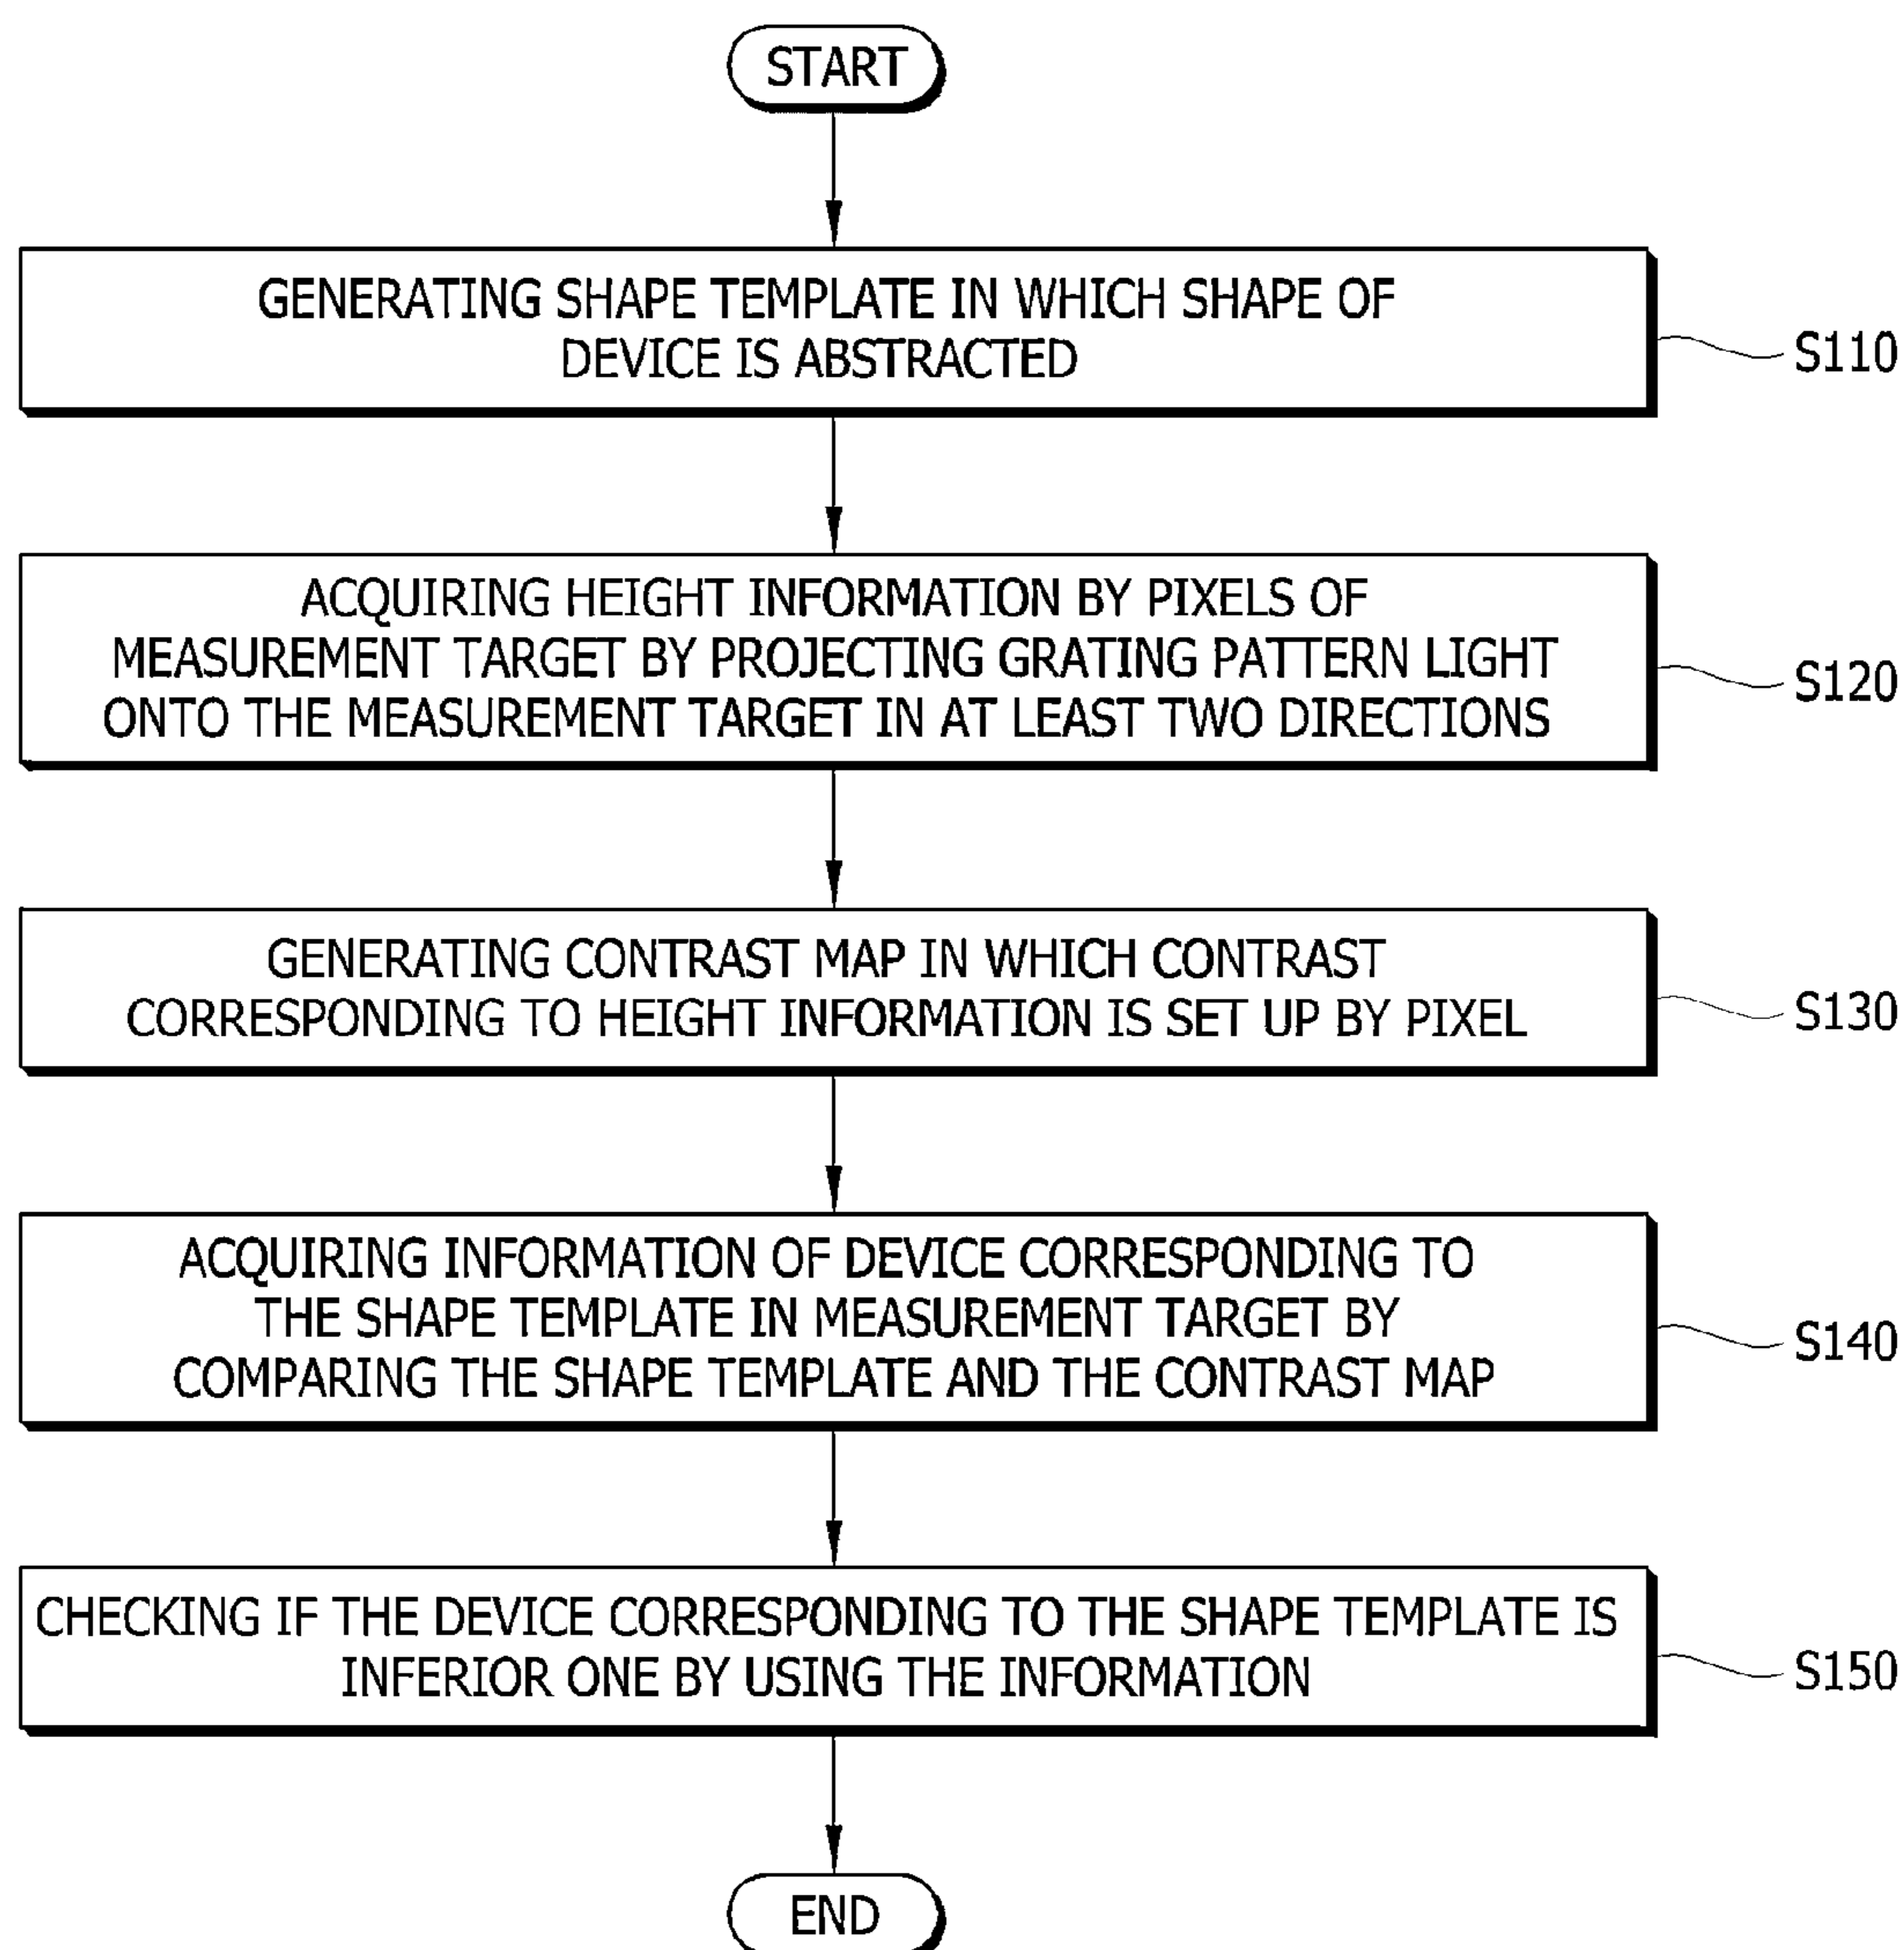 START
GENERATING SHAPE TEMPLATE IN WHICH SHAPE OF
DEVICE IS ABSTRACTED
S110
ACQUIRING HEIGHT INFORMATION BY PIXELS OF
MEASUREMENT TARGET BY PROJECTING GRATING PATTERN LIGHT
ONTO THE MEASUREMENT TARGET IN AT LEAST TWO DIRECTIONS
S120
GENERATING CONTRAST MAP IN WHICH CONTRAST
CORRESPONDING TO HEIGHT INFORMATION IS SET UP BY PIXEL
S130
ACQUIRING INFORMATION OF DEVICE CORRESPONDING TO
THE SHAPE TEMPLATE IN MEASUREMENT TARGET BY
COMPARING THE SHAPE TEMPLATE AND THE CONTRAST MAP
S140
CHECKING IF THE DEVICE CORRESPONDING TO THE SHAPE TEMPLATE IS
INFERIOR ONE BY USING THE INFORMATION
S150
END